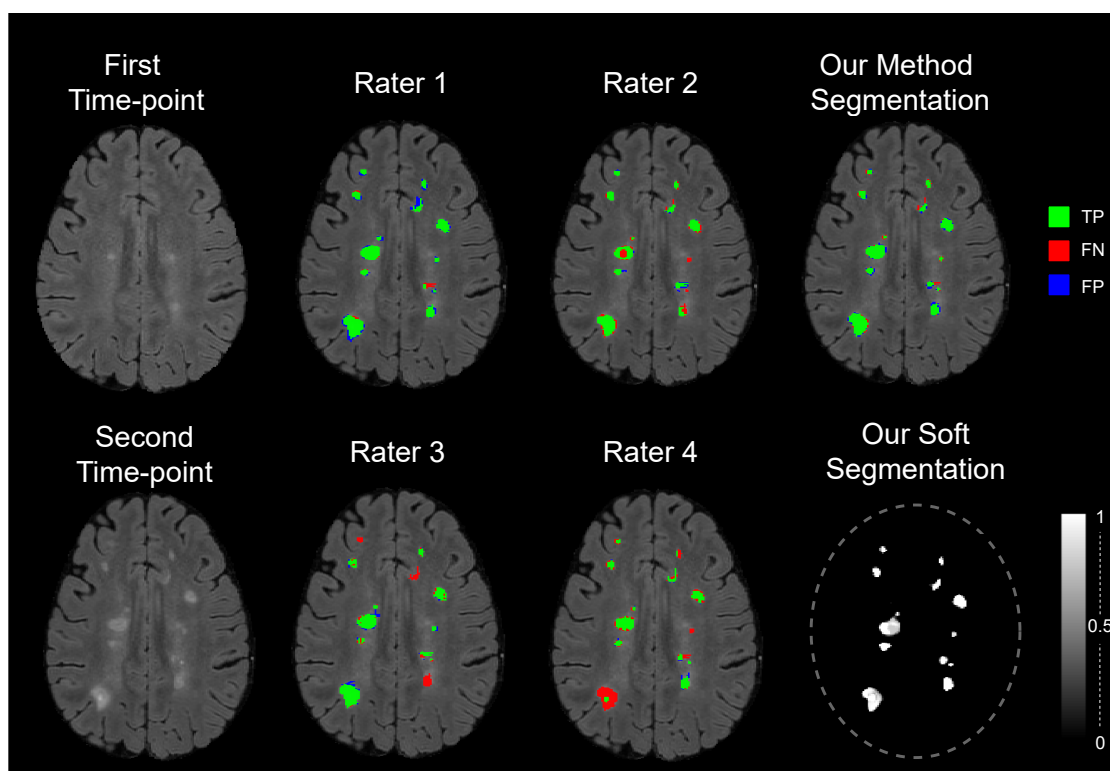 First
Time-point
Rater 1
Rater 2
Our Method
Segmentation
TP
FN
FP
Second
Time-point
Rater 3
Rater 4
Our Soft
Segmentation
1
0.5
0